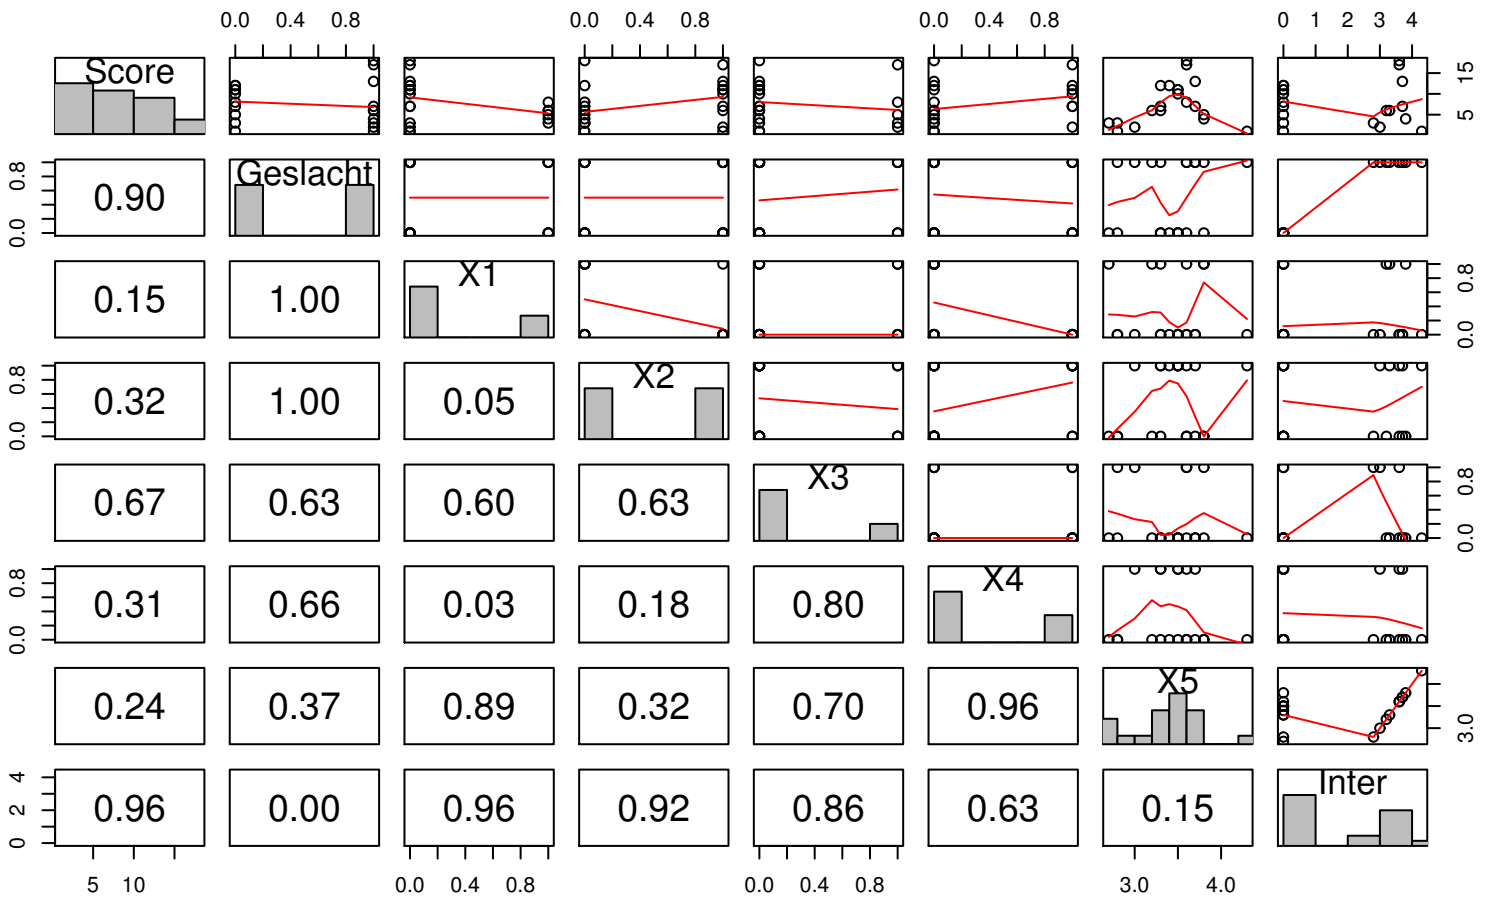 0.0 0.4 0.8 0.0 0.4 0.8 0.0 0.4 0.8 0 1 2 3 4
Score 5 15
0.0 0.8 0.90 Geslacht
0.15 1.00 X1 0.0 0.8
0.0 0.8 0.32 1.00 0.05 X2
0.67 0.63 0.60 0.63 X3 0.0 0.8
0.0 0.8 0.31 0.66 0.03 0.18 0.80 X4
0.24 0.37 0.89 0.32 0.70 0.96 X5 3.0
0 2 4 0.96 0.00 0.96 0.92 0.86 0.63 0.15 Inter
5 10 0.0 0.4 0.8 0.0 0.4 0.8 3.0 4.0